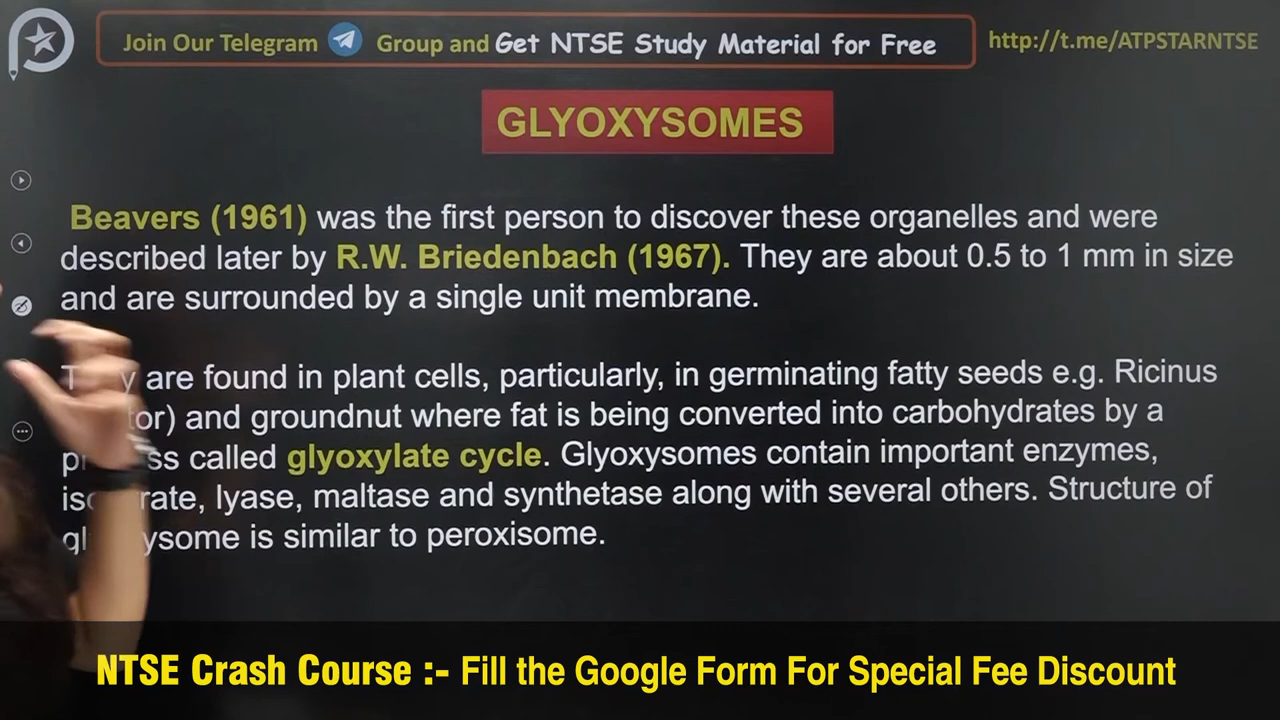 Join Our Telegram Group and Get NTSE Study Material for Free
http://t.me/ATPSTARNTSE
GLYOXYSOMES
Beavers (1961) was the first person to discover these organelles and were
described later by R.W. Briedenbach (1967). They are about 0.5 to 1 mm in size
and are surrounded by a single unit membrane.
are found in plant cells, particularly, in germinating fatty seeds e.g. Ricinus
and groundnut where fat is being converted into carbohydrates by a
called glyoxylate cycle. Glyoxysomes contain important enzymes,
lyase, maltase and synthetase along with several others. Structure of
is similar to peroxisome.
NTSE Crash Course :- Fill the Google Form For Special Fee Discount